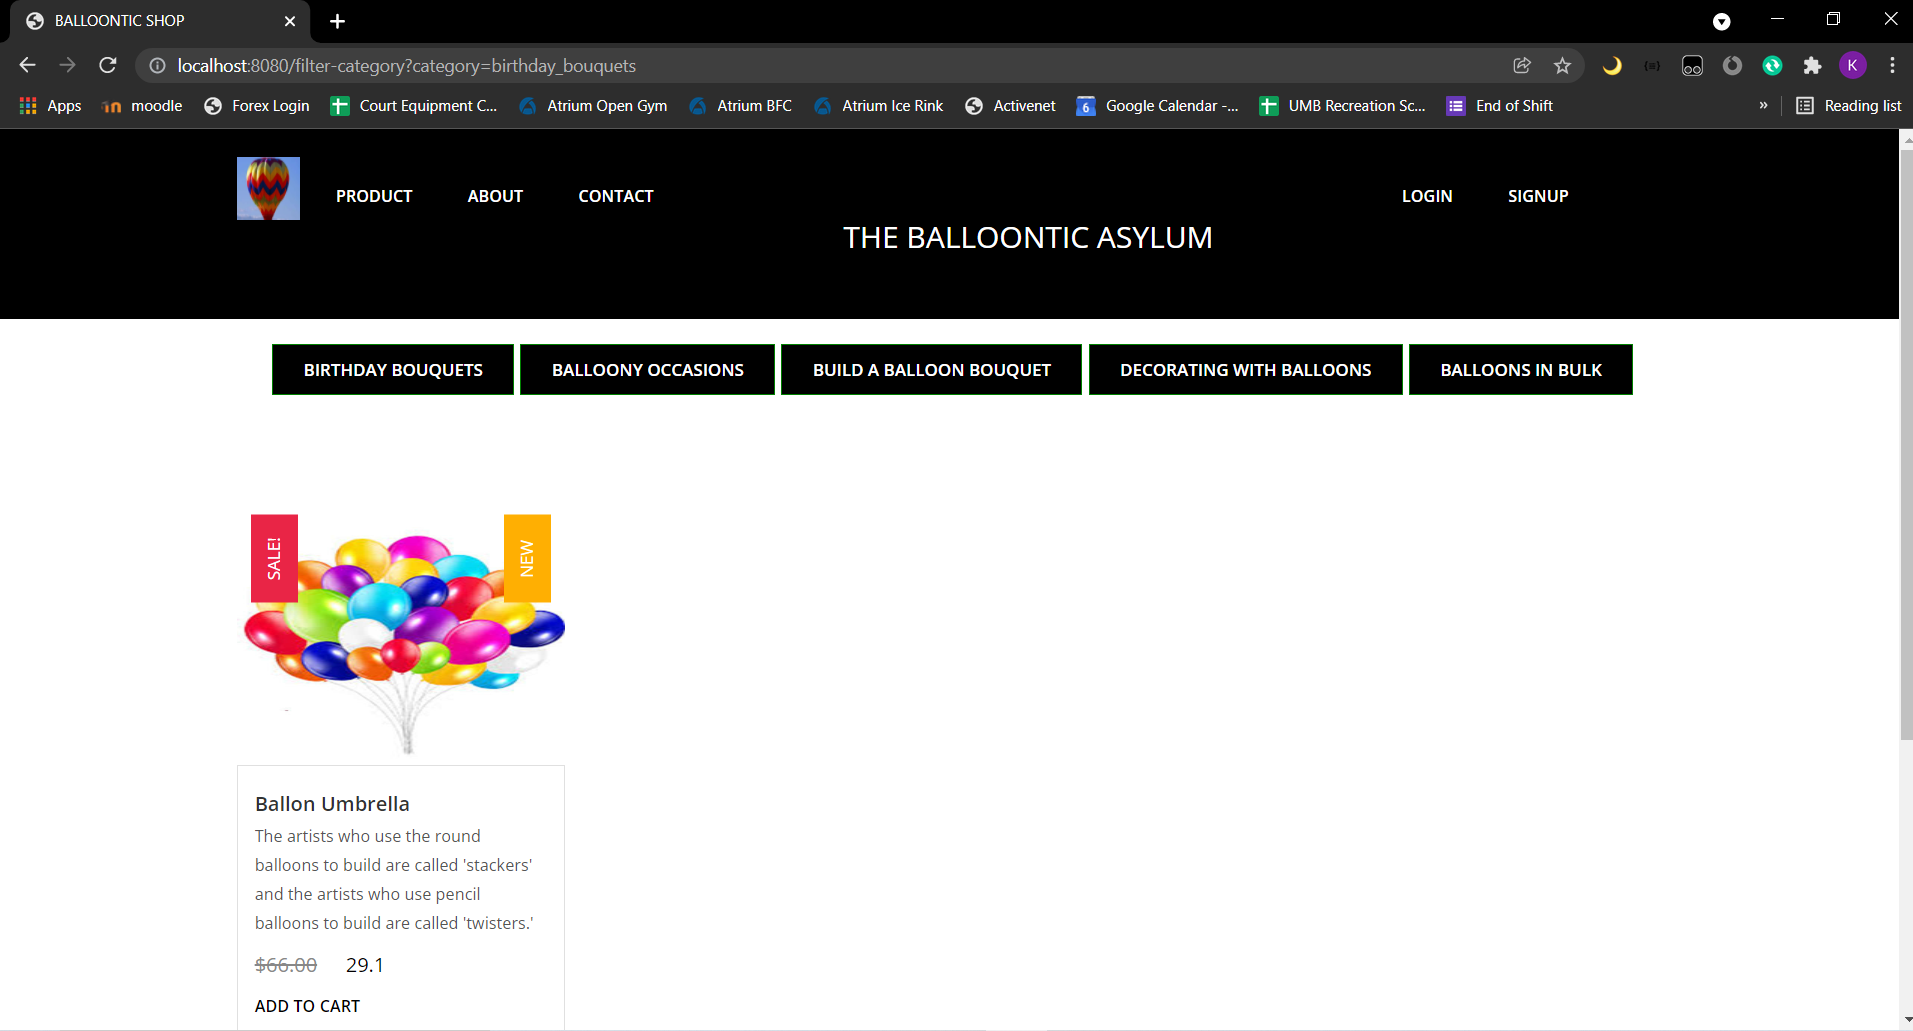 BALLOONTIC SHOP
localhost:8080/filter-category?category=birthday_bouquets
K
Apps moodle Forex Login Court Equipment C... Atrium Open Gym Atrium BFC Atrium Ice Rink Activenet 6 Google Calendar -... UMB Recreation Sc... End of Shift » Reading list
PRODUCT ABOUT CONTACT LOGIN SIGNUP
THE BALLOONTIC ASYLUM
BIRTHDAY BOUQUETS BALLOONY OCCASIONS BUILD A BALLOON BOUQUET DECORATING WITH BALLOONS BALLOONS IN BULK
SALE! NEW
Ballon Umbrella
The artists who use the round
balloons to build are called 'stackers'
and the artists who use pencil
balloons to build are called 'twisters.'
$66.00 29.1
ADD TO CART